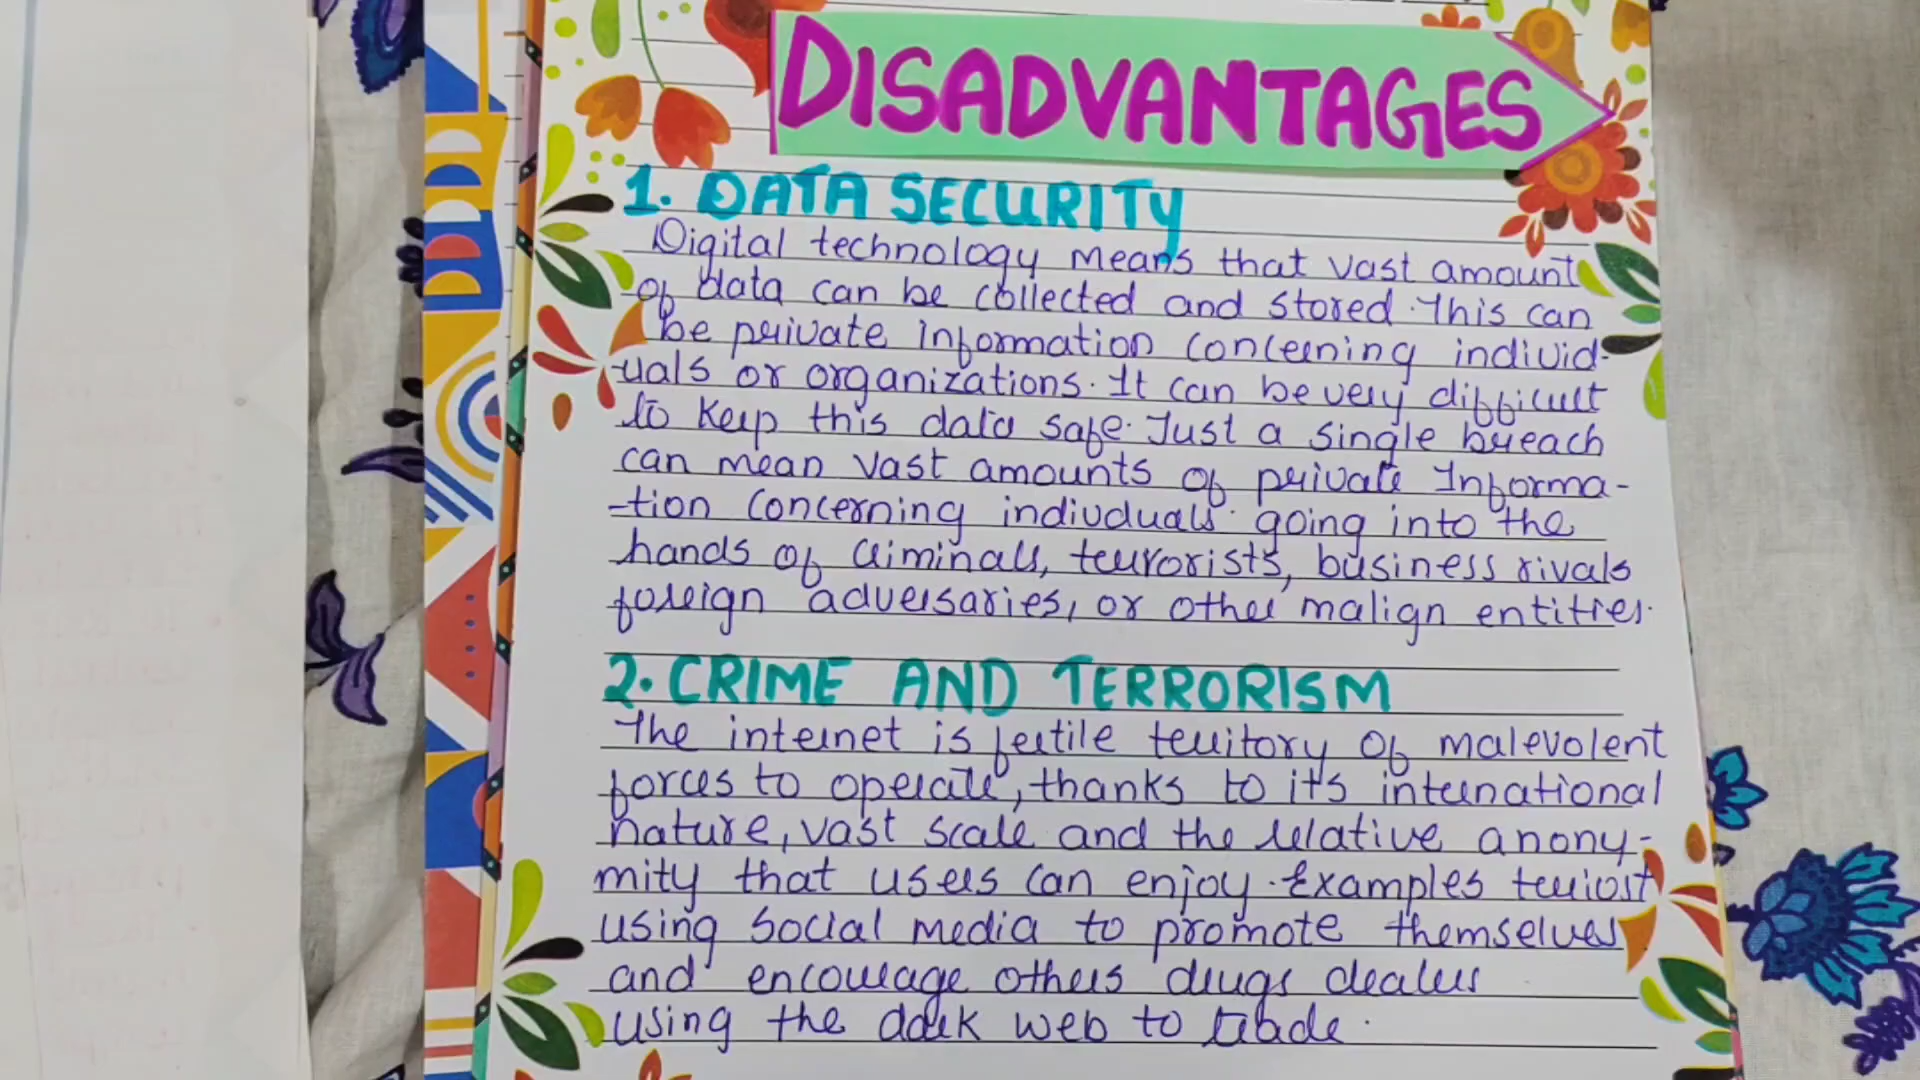 DISADVANTAGES
1. DATA SECURITY
Digital technology means that vast amount
of data can be collected and stored. This can
be private information concerning individ-
-uals or organizations. It can be very difficult
to keep this data safe. Just a single breach
can mean vast amounts of private Informa-
-tion concerning indivduals going into the
hands of criminals, terrorists, business rivals
foreign adversaries, or other malign entities.
2. CRIME AND TERRORISM
The internet is fertile territory of malevolent
forces to operate, thanks to its international
nature, vast scale and the relative anony-
mity that users can enjoy. Examples terriost
using social media to promote themselves
and encourage others drugs dealers
using the dark web to trade.